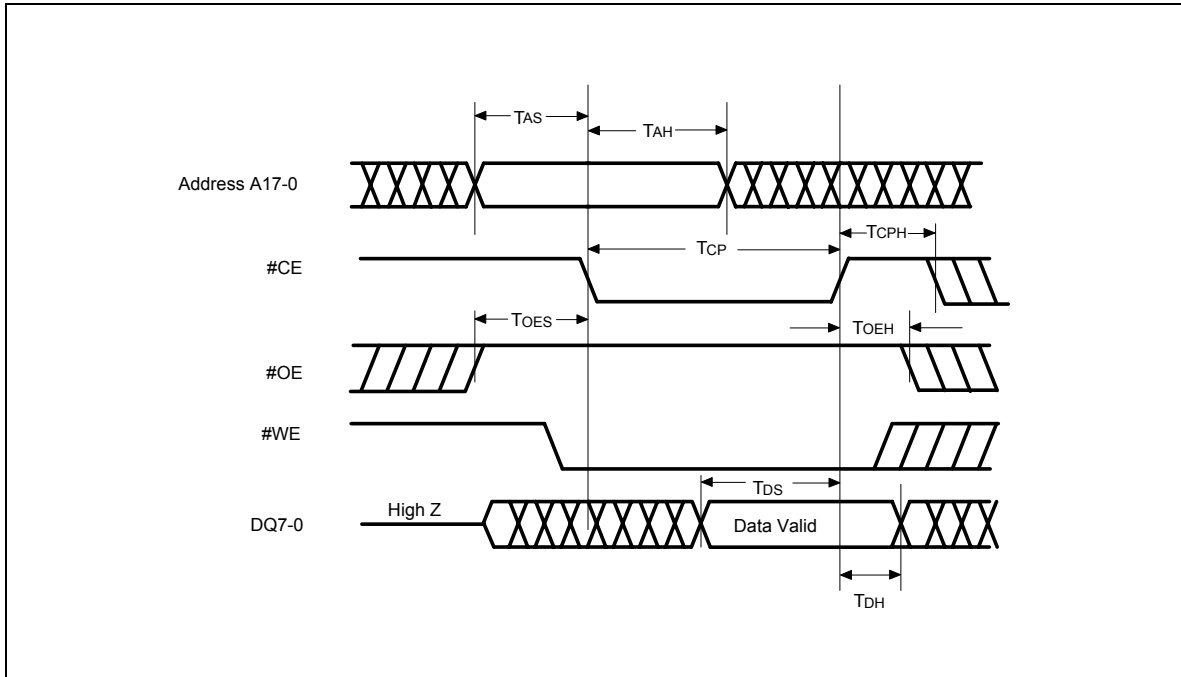 TAS
TAH
Address A17-0
TCPH
TCP
#CE
TOES
TOEH
#OE
#WE
TDS
High Z
DQ7-0
Data Valid
TDH